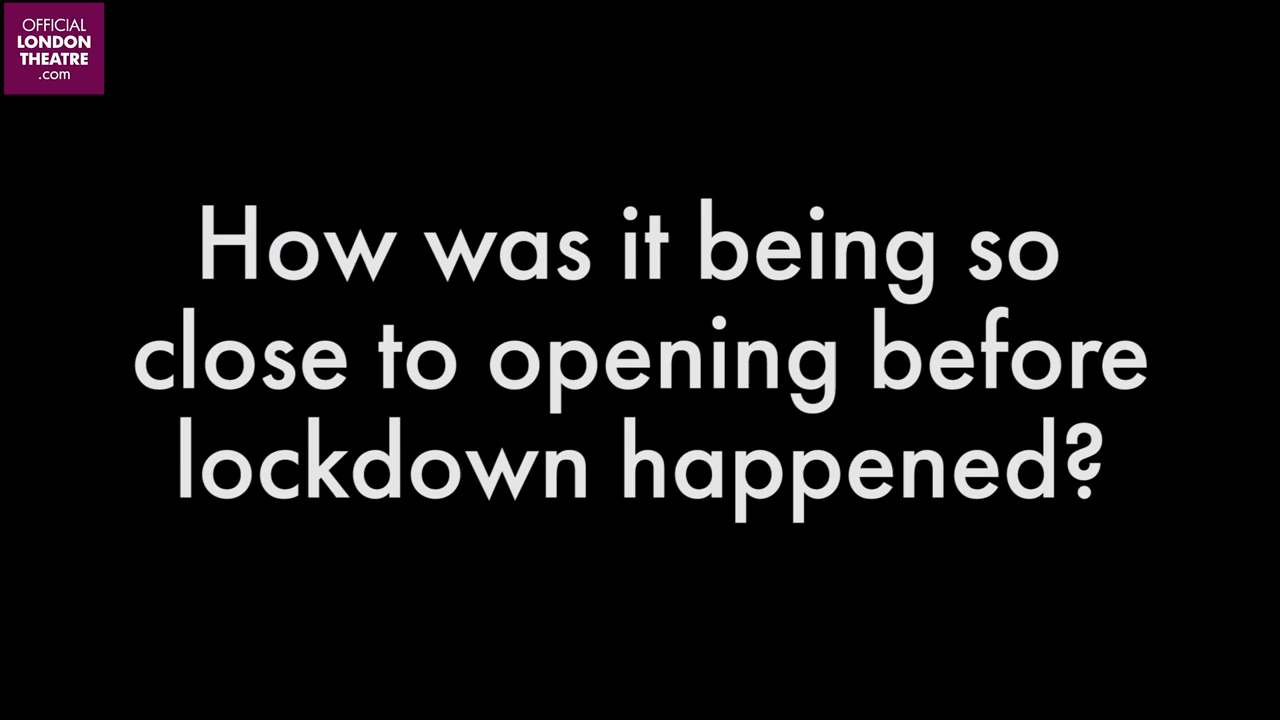 OFFICIAL
LONDON
THEATRE
.com
How was it being so
close to opening before
lockdown happened?